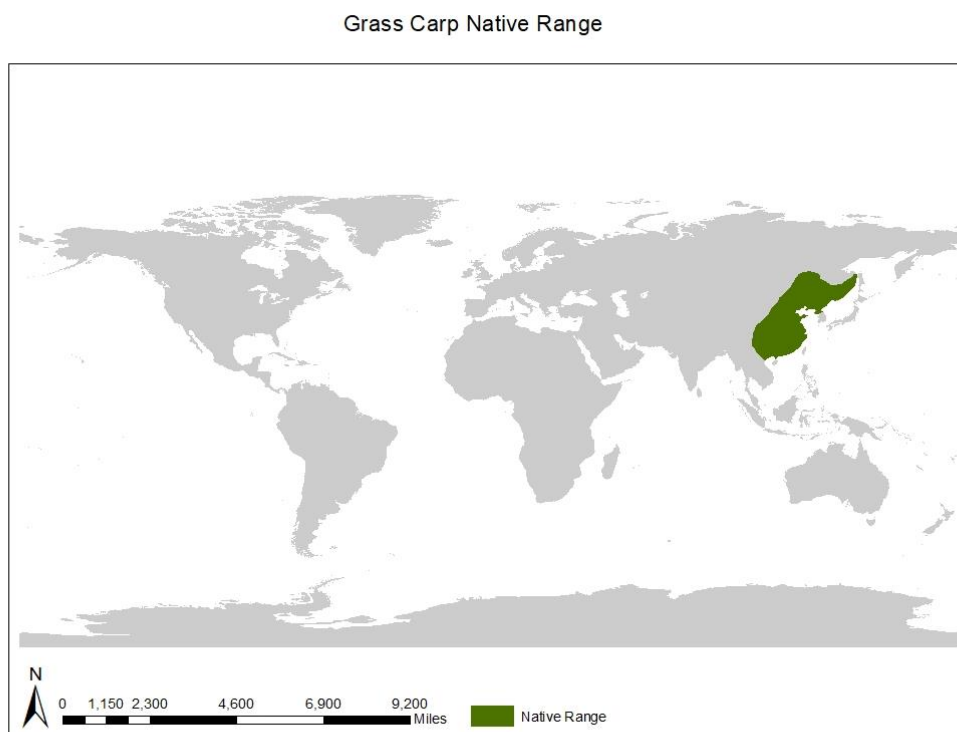 Grass Carp Native Range
N
0 1,150 2,300 4,600 6,900 9,200
Miles
Native Range